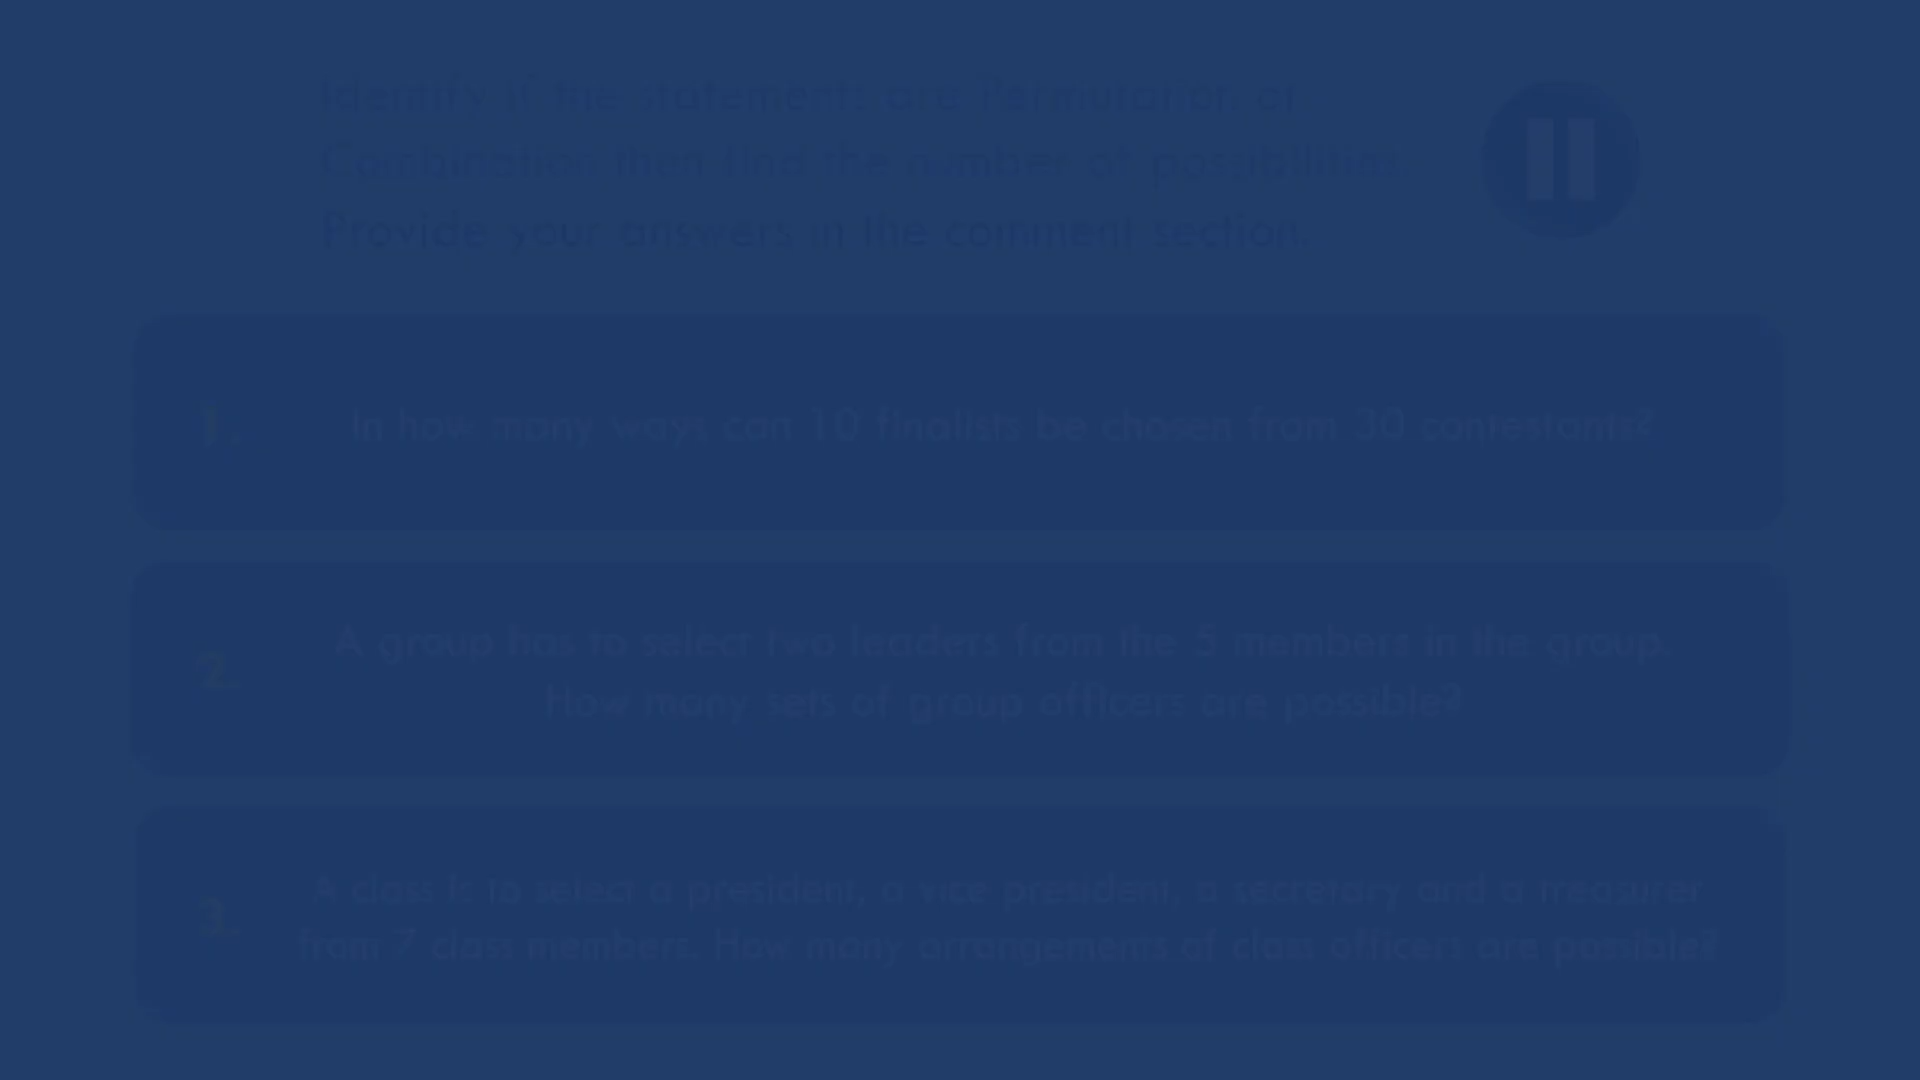 Identify if the statements are Permutation or
Combination then find the number of possibilities.
Provide your answers in the comment section.
1.
In how many ways can 10 finalists be chosen from 30 contestants?
2.
A group has to select two leaders from the 5 members in the group.
How many sets of group officers are possible?
3.
A class is to select a president, a vice president, a secretary and a treasurer
from 7 class members. How many arrangements of class officers are possible?